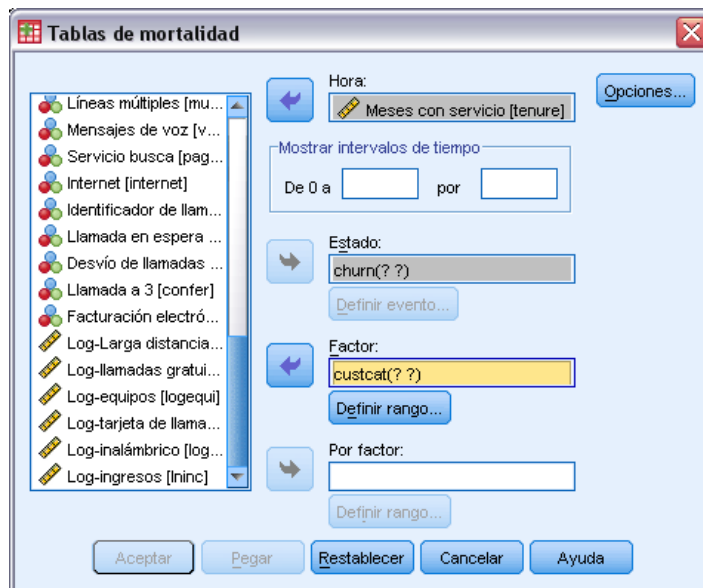 Tablas de mortalidad
Líneas múltiples [mu...
Mensajes de voz [v...
Servicio busca [pag...
Internet [internet]
Identificador de llam...
Llamada en espera ...
Desvío de llamadas ...
Llamada a 3 [confer]
Facturación electró...
Log-Larga distancia...
Log-llamadas gratui...
Log-equipos [logequi]
Log-tarjeta de llama...
Log-inalámbrico [log...
Log-ingresos [lninc]
Hora:
Meses con servicio [tenure]
Opciones...
Mostrar intervalos de tiempo
De 0 a
por
Estado:
churn(? ?)
Definir evento...
Factor:
custcat(? ?)
Definir rango...
Por factor:
Definir rango...
Aceptar
Pegar
Restablecer
Cancelar
Ayuda